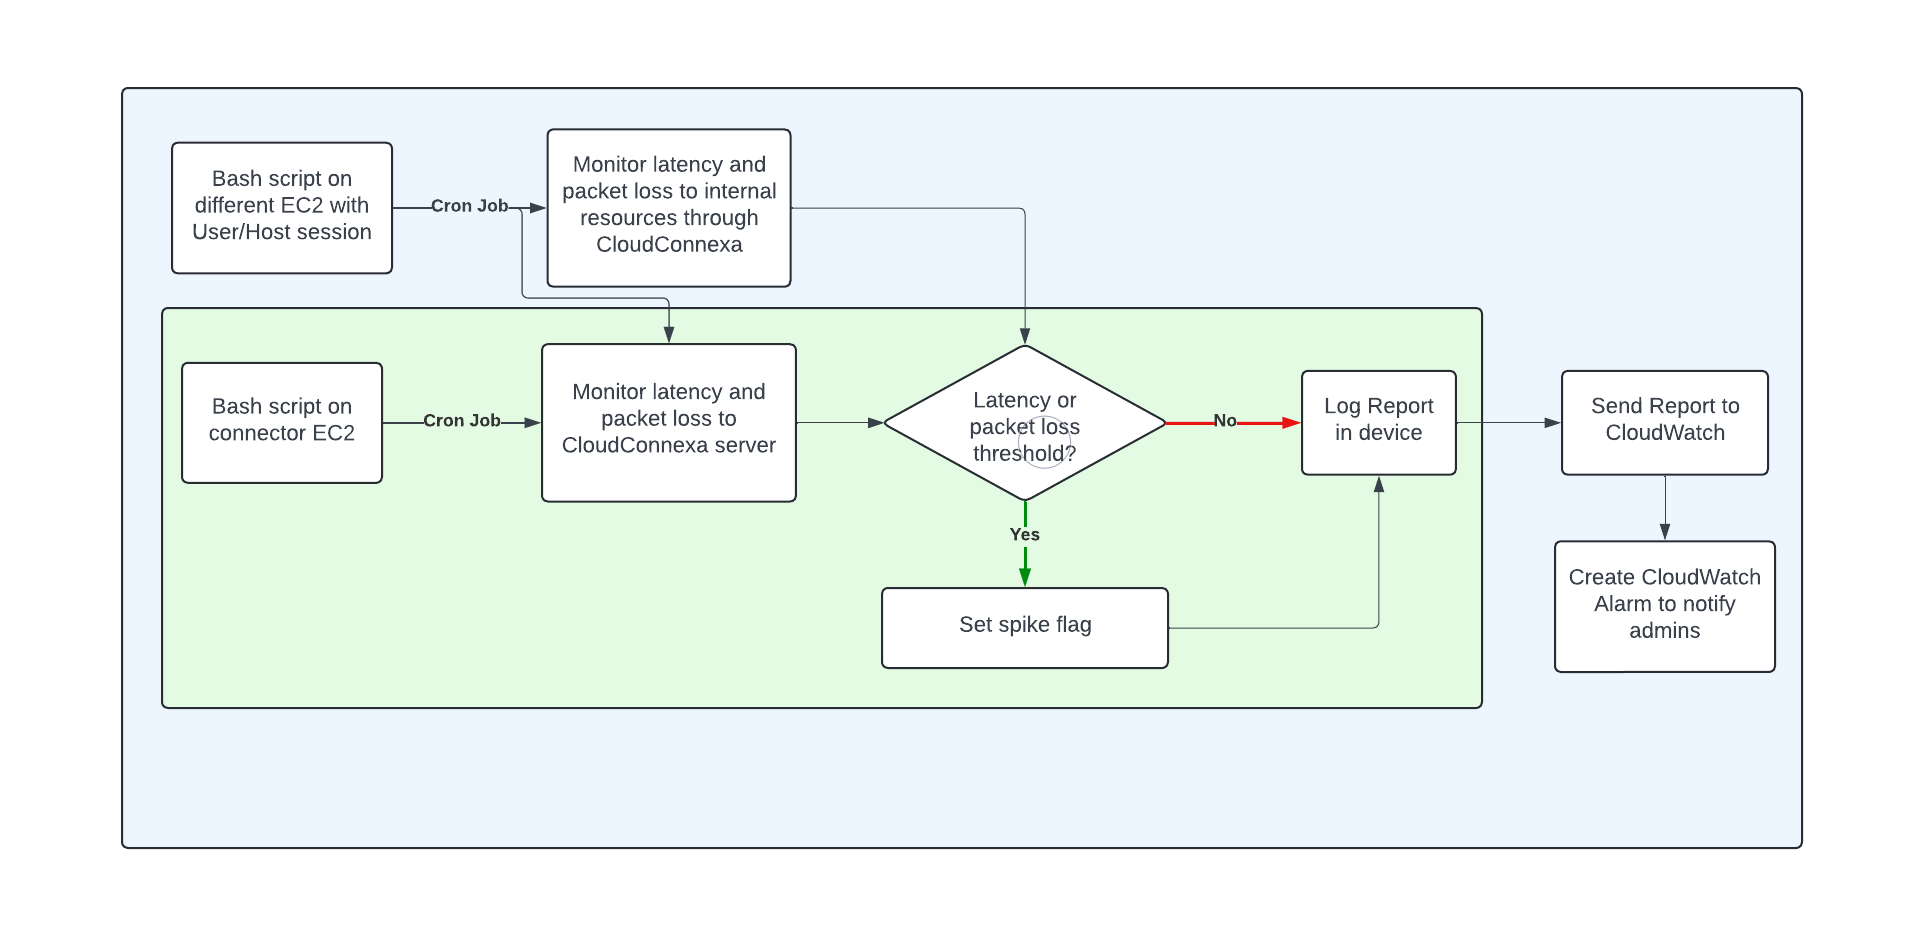 Bash script on
different EC2 with
User/Host session
Cron Job
Monitor latency and
packet loss to internal
resources through
CloudConnexa
Bash script on
connector EC2
Cron Job
Monitor latency and
packet loss to
CloudConnexa server
Latency or
packet loss
threshold?
No
Log Report
in device
Send Report to
CloudWatch
Yes
Set spike flag
Create CloudWatch
Alarm to notify
admins